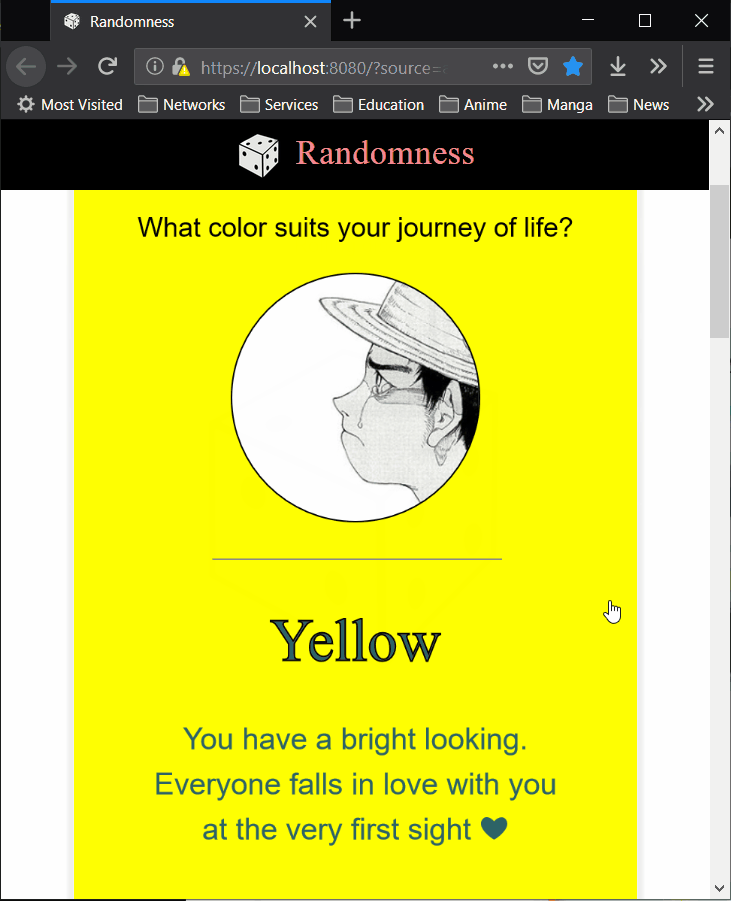 Randomness
https://localhost:8080/?source=
Most Visited Networks Services Education Anime Manga News
Randomness
What color suits your journey of life?
Yellow
You have a bright looking.
Everyone falls in love with you
at the very first sight